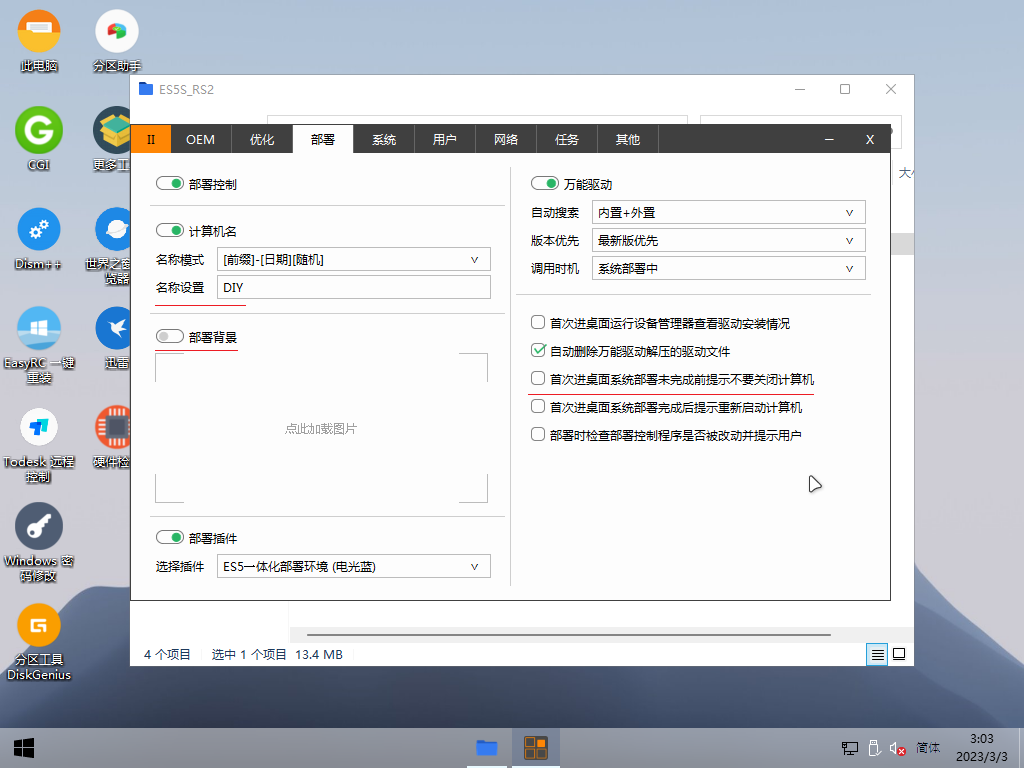 此电脑
分区助手
CGI
更多工
Dism++
世界之窗
览器
EasyRC 一键
重装
迅雷
Todesk 远程
控制
硬件检
Windows 密
码修改
分区工具
DiskGenius
ES5S_RS2
大小
II
OEM
优化
部署
系统
用户
网络
任务
其他
X
部署控制
计算机名
名称模式
[前缀]-[日期][随机]
名称设置
DIY
部署背景
点此加载图片
部署插件
选择插件
ES5一体化部署环境 (电光蓝)
万能驱动
自动搜索
内置+外置
版本优先
最新版优先
调用时机
系统部署中
首次进桌面运行设备管理器查看驱动安装情况
自动删除万能驱动解压的驱动文件
首次进桌面系统部署未完成前提示不要关闭计算机
首次进桌面系统部署完成后提示重新启动计算机
部署时检查部署控制程序是否被改动并提示用户
4 个项目
选中 1 个项目 13.4 MB
简体
3:03
2023/3/3